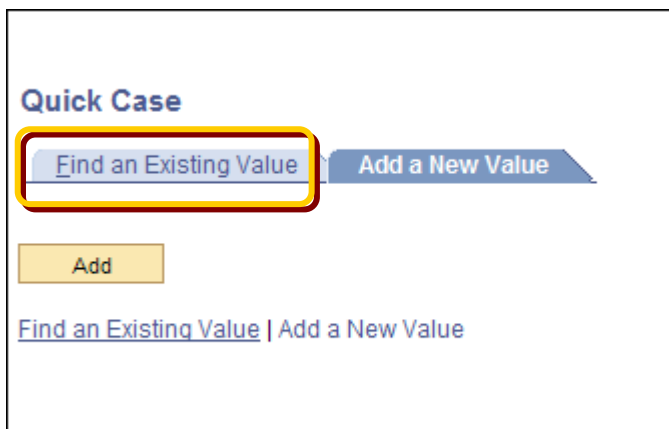 Quick Case
Find an Existing Value Add a New Value
Add
Find an Existing Value | Add a New Value